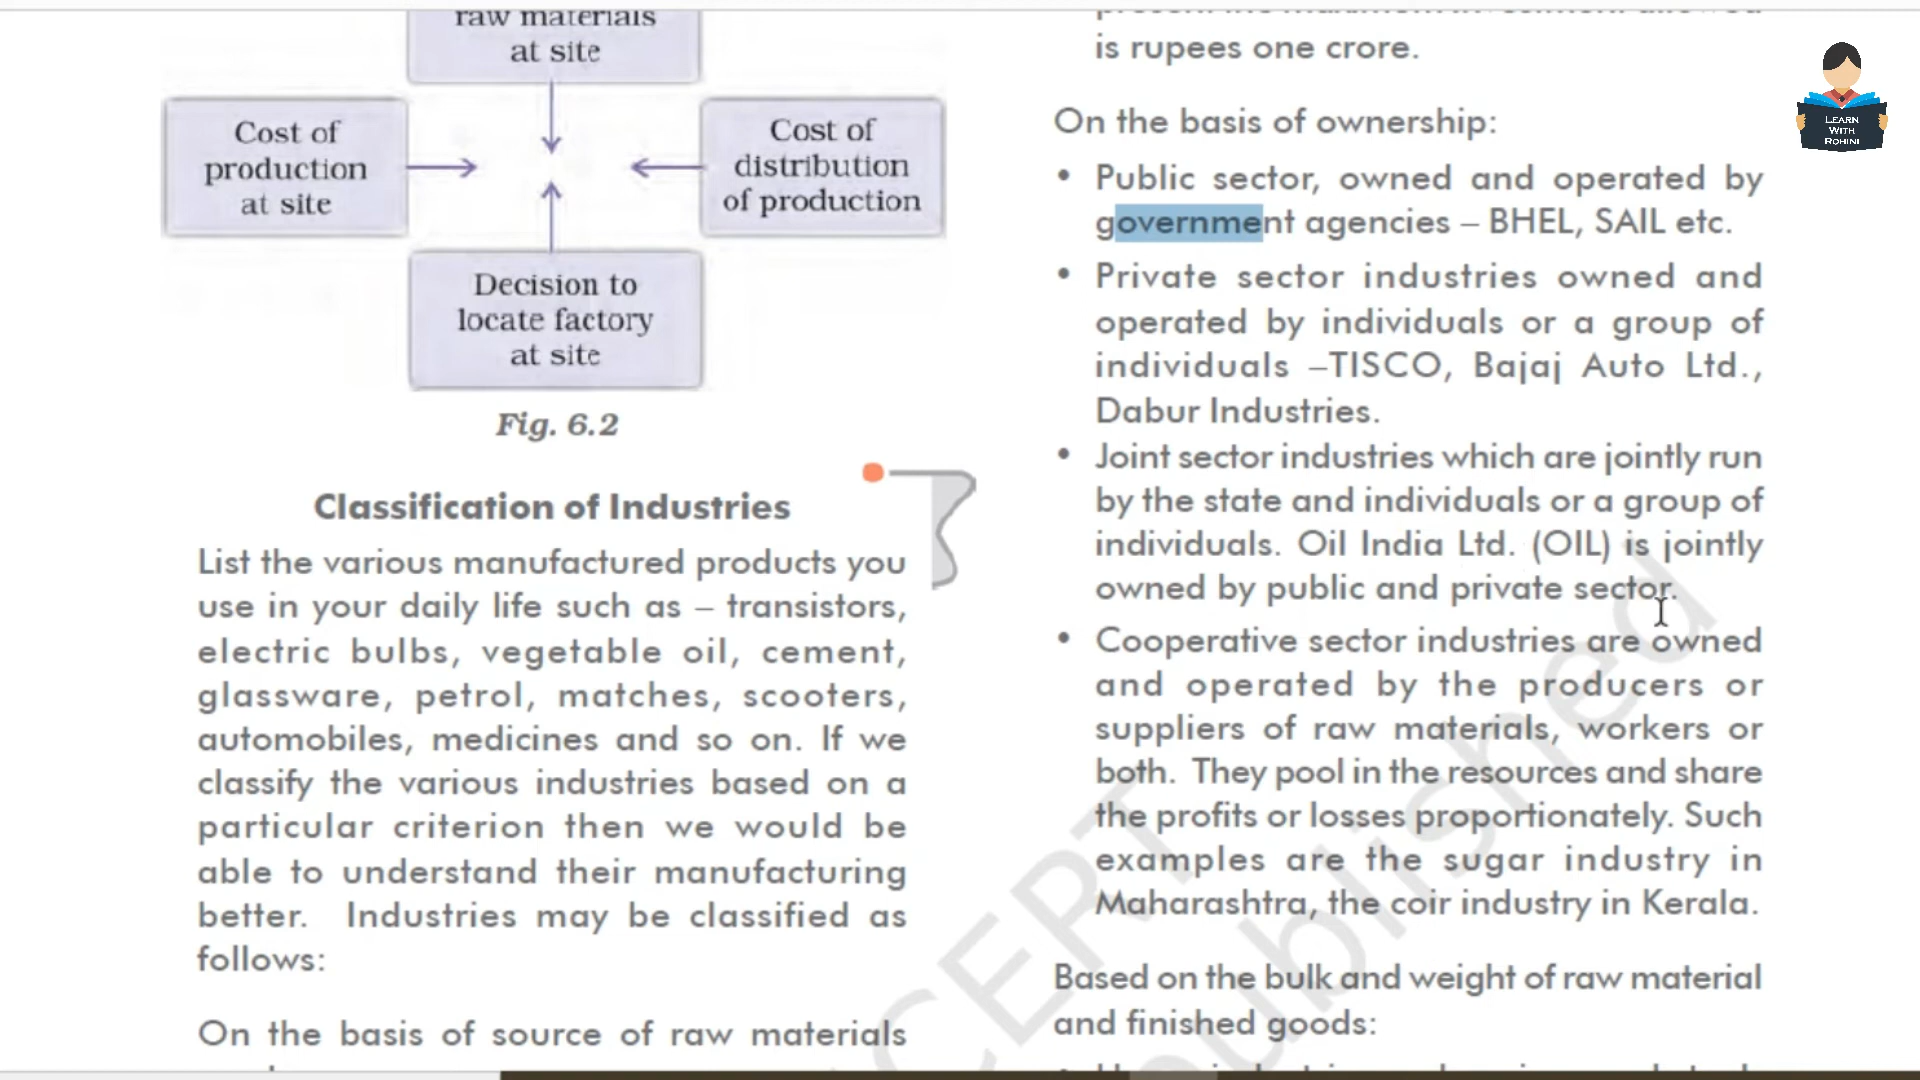 raw materials
at site
Cost of
production
at site
Cost of
distribution
of production
Decision to
locate factory
at site
Fig. 6.2
Classification of Industries
List the various manufactured products you
use in your daily life such as – transistors,
electric bulbs, vegetable oil, cement,
glassware, petrol, matches, scooters,
automobiles, medicines and so on. If we
classify the various industries based on a
particular criterion then we would be
able to understand their manufacturing
better. Industries may be classified as
follows:
On the basis of source of raw materials
is rupees one crore.
On the basis of ownership:
• Public sector, owned and operated by
government agencies – BHEL, SAIL etc.
• Private sector industries owned and
operated by individuals or a group of
individuals –TISCO, Bajaj Auto Ltd.,
Dabur Industries.
• Joint sector industries which are jointly run
by the state and individuals or a group of
individuals. Oil India Ltd. (OIL) is jointly
owned by public and private sector.
• Cooperative sector industries are owned
and operated by the producers or
suppliers of raw materials, workers or
both. They pool in the resources and share
the profits or losses proportionately. Such
examples are the sugar industry in
Maharashtra, the coir industry in Kerala.
Based on the bulk and weight of raw material
and finished goods:
LEARN
WITH
ROHINI